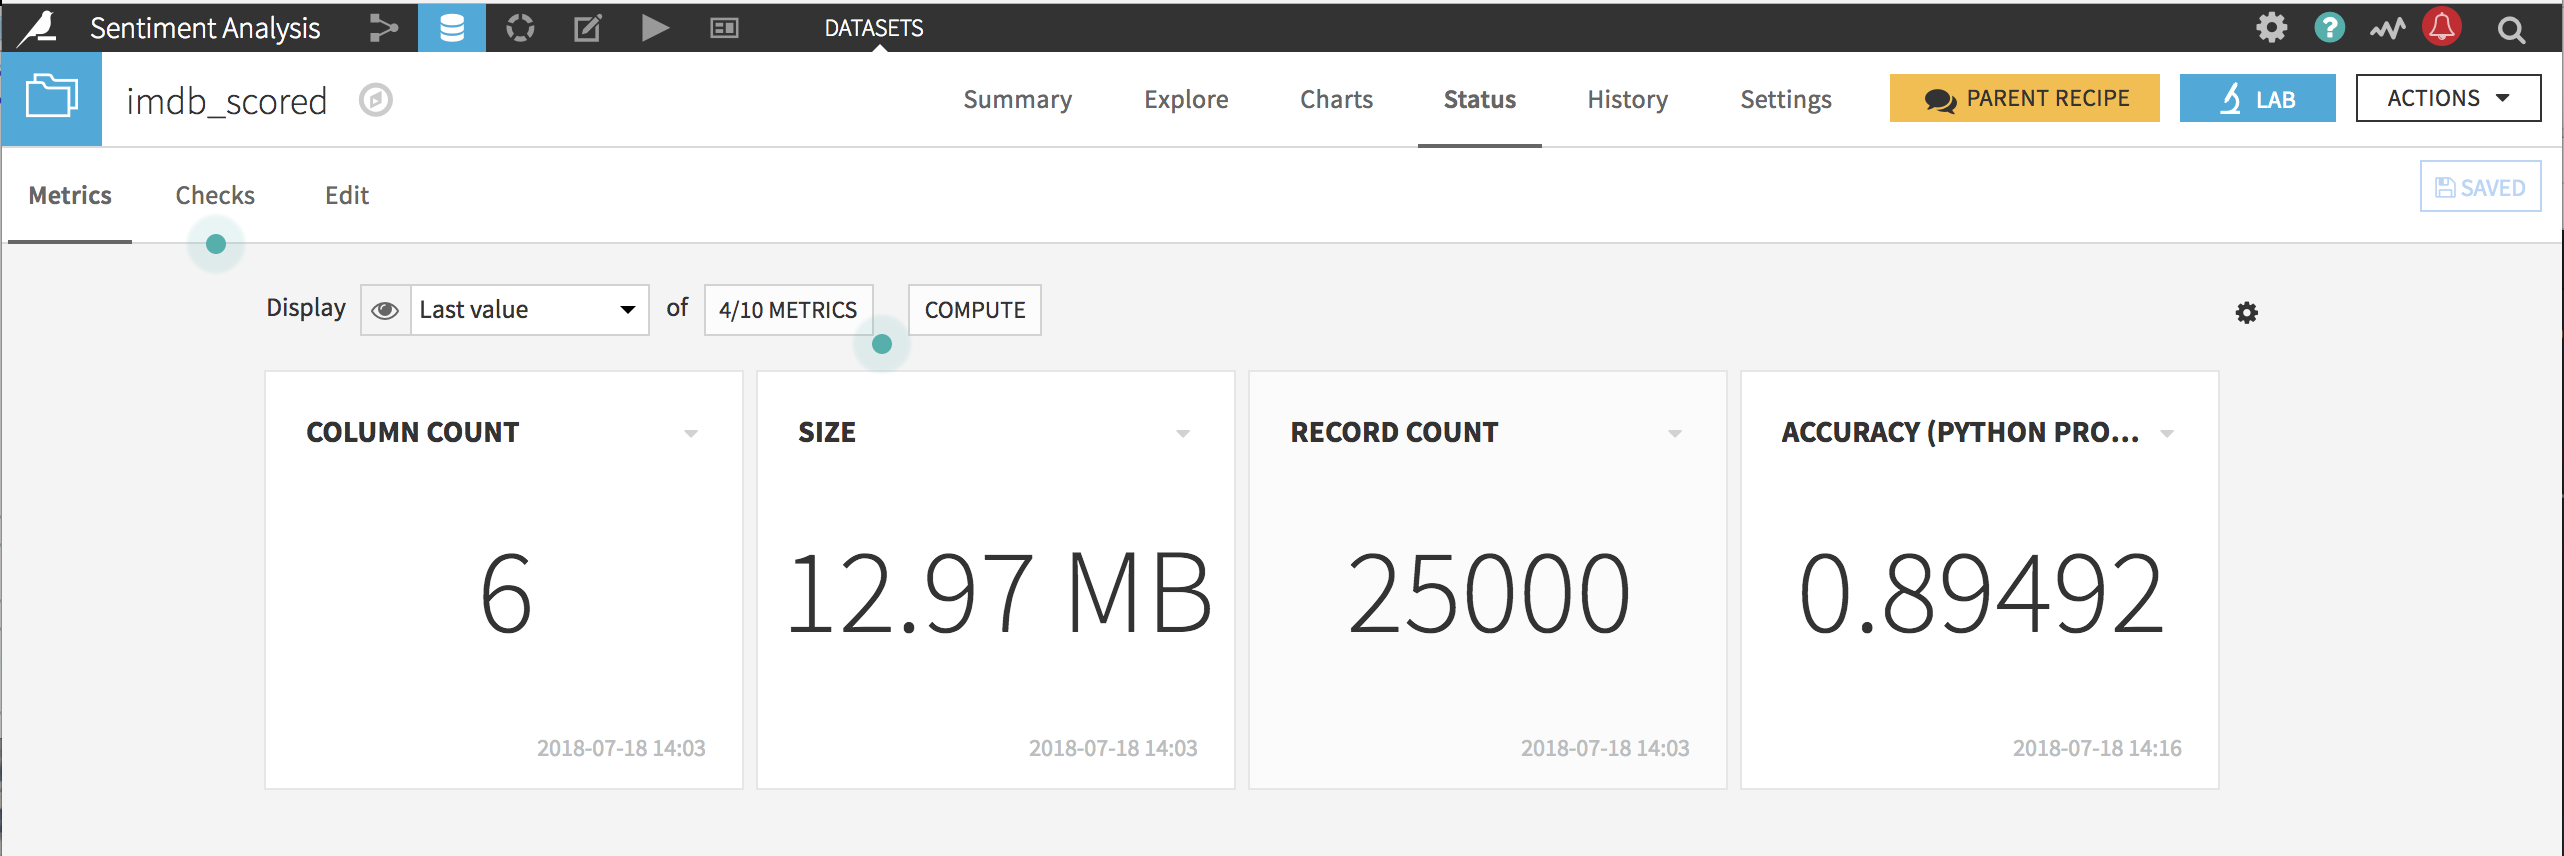 Sentiment Analysis DATASETS ?
imdb_scored Summary Explore Charts Status History Settings PARENT RECIPE LAB ACTIONS
Metrics Checks Edit SAVED
Display Last value of 4/10 METRICS COMPUTE
COLUMN COUNT SIZE RECORD COUNT ACCURACY (PYTHON PRO...
6 12.97 MB 25000 0.89492
2018-07-18 14:03 2018-07-18 14:03 2018-07-18 14:03 2018-07-18 14:16